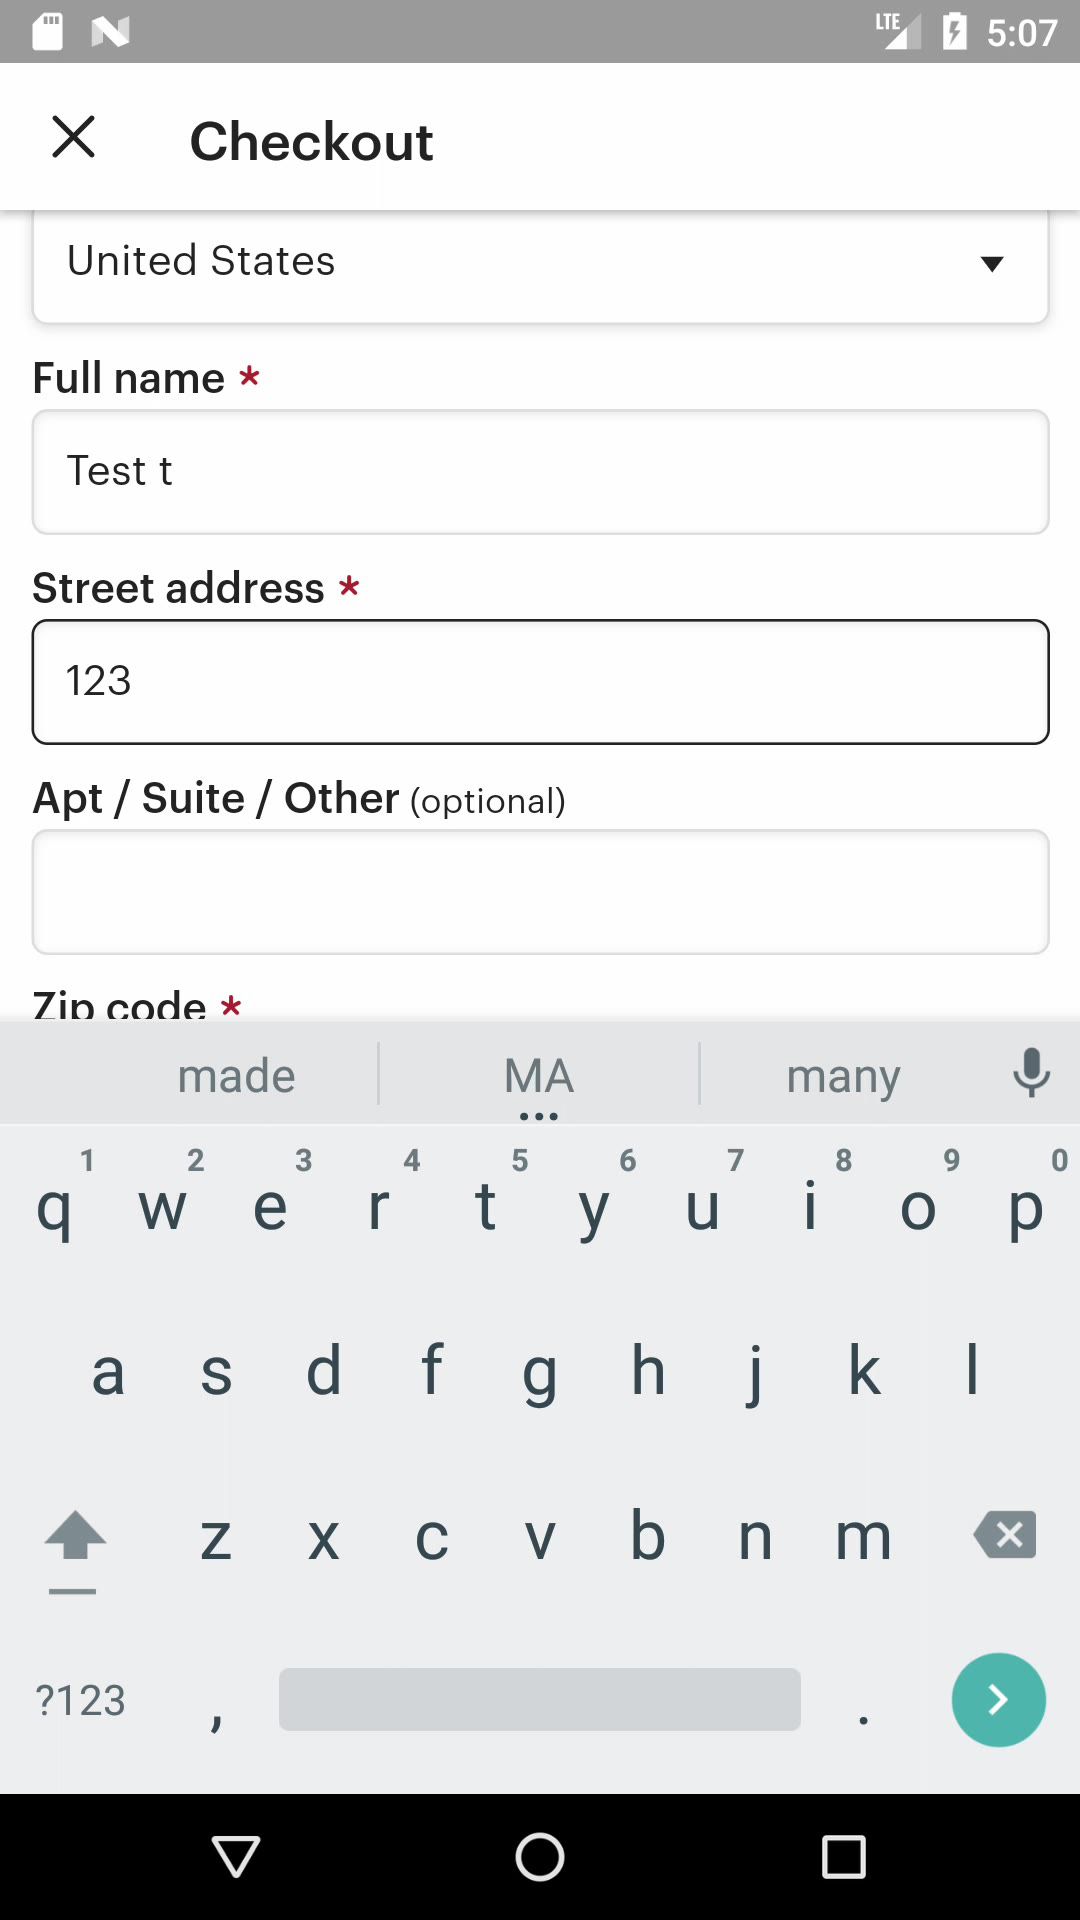 LTE 5:07
Checkout
United States
Full name *
Test t
Street address *
123
Apt / Suite / Other (optional)
Zip code *
made MA many
...
1 2 3 4 5 6 7 8 9 0
q w e r t y u i o p
a s d f g h j k l
z x c v b n m
?123 , .